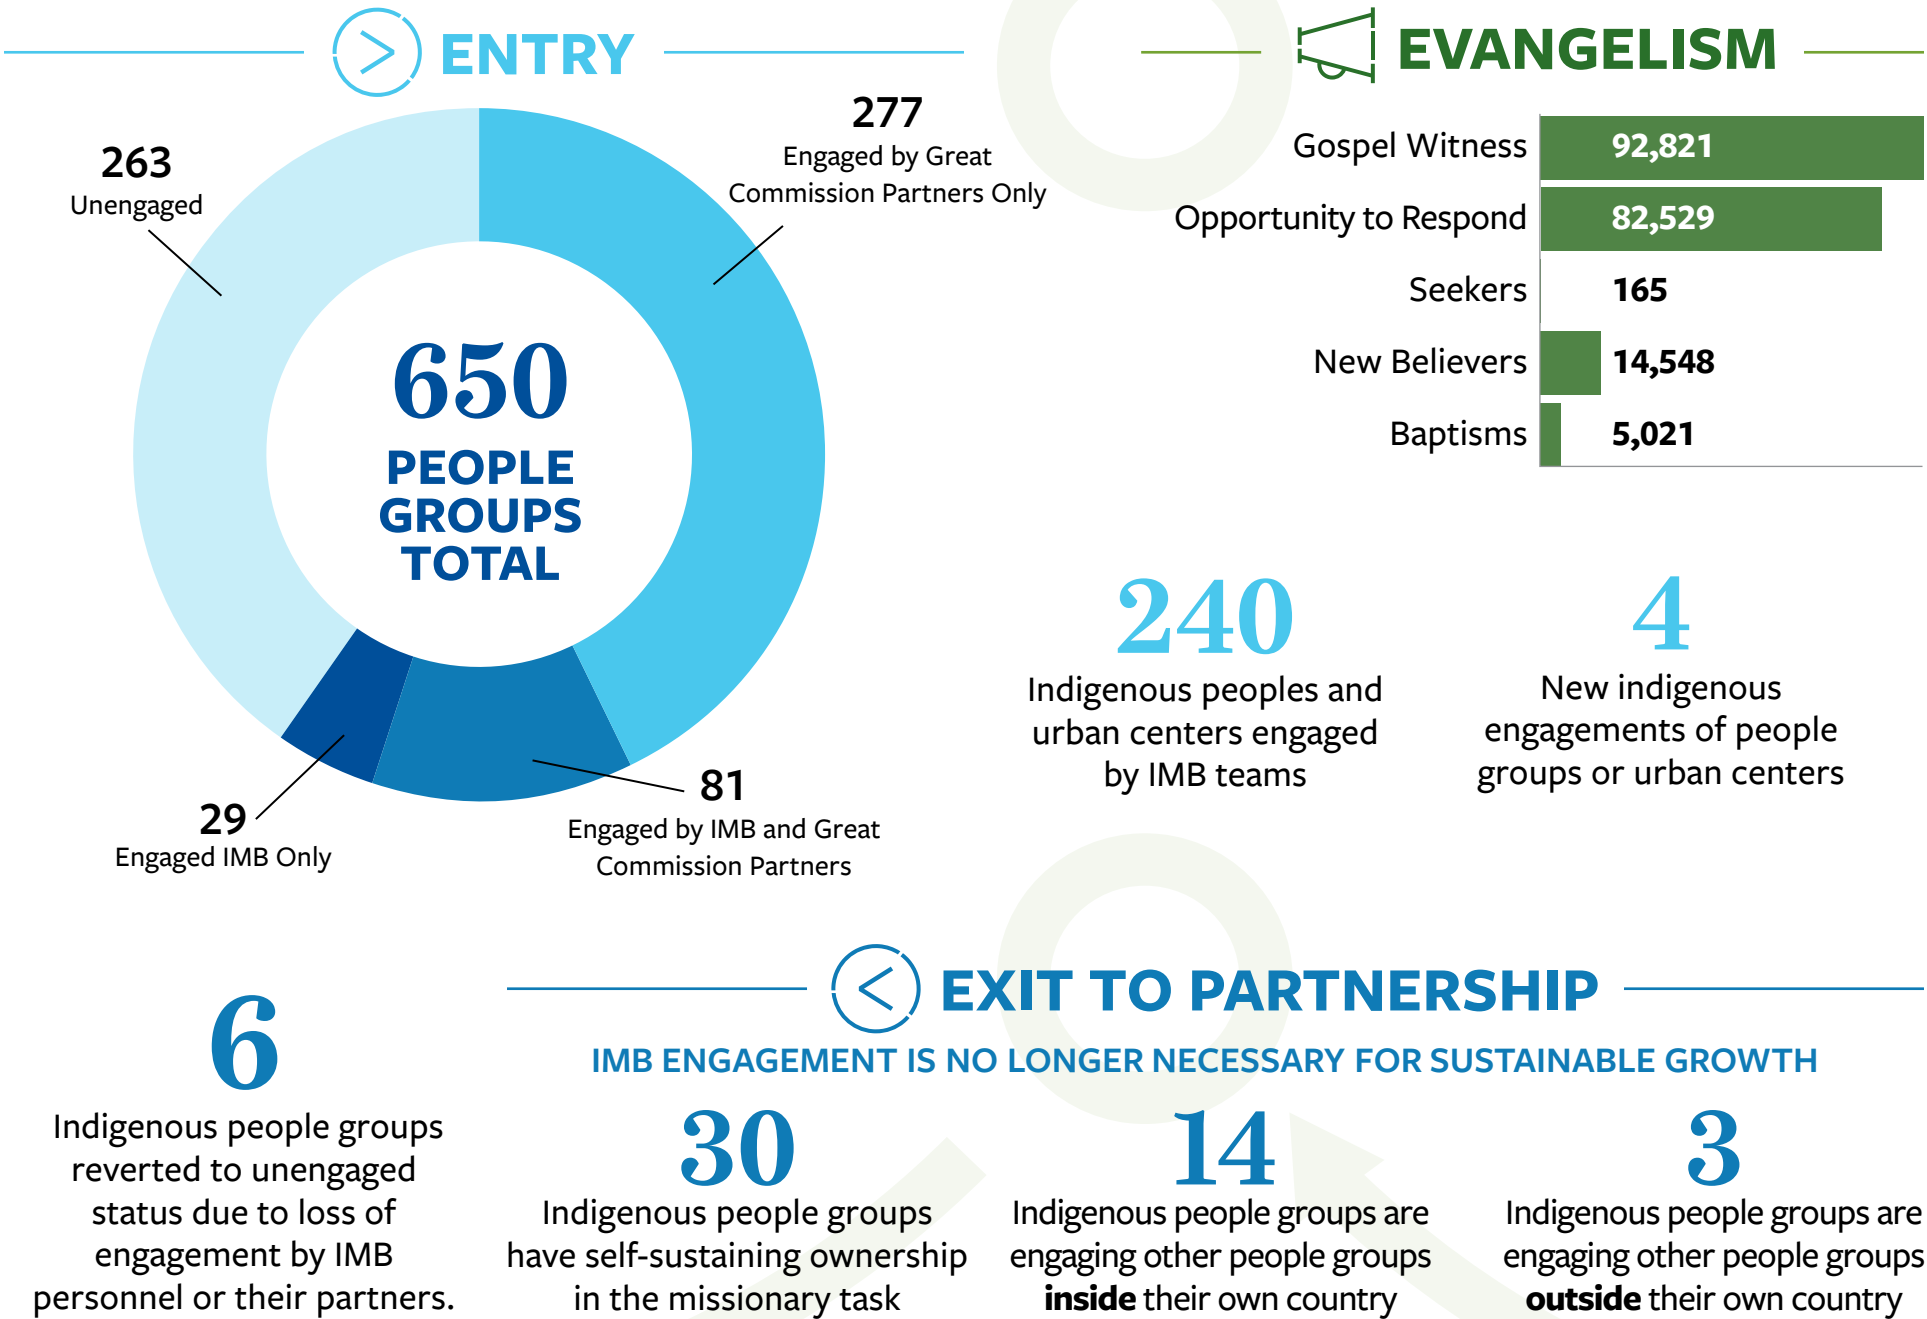 ENTRY
263
Unengaged
277
Engaged by Great
Commission Partners Only
650
PEOPLE
GROUPS
TOTAL
29
Engaged IMB Only
81
Engaged by IMB and Great
Commission Partners
EVANGELISM
Gospel Witness 92,821
Opportunity to Respond 82,529
Seekers 165
New Believers 14,548
Baptisms 5,021
240
Indigenous peoples and
urban centers engaged
by IMB teams
4
New indigenous
engagements of people
groups or urban centers
6
Indigenous people groups
reverted to unengaged
status due to loss of
engagement by IMB
personnel or their partners.
EXIT TO PARTNERSHIP
IMB ENGAGEMENT IS NO LONGER NECESSARY FOR SUSTAINABLE GROWTH
30
Indigenous people groups
have self-sustaining ownership
in the missionary task
14
Indigenous people groups are
engaging other people groups
inside their own country
3
Indigenous people groups are
engaging other people groups
outside their own country